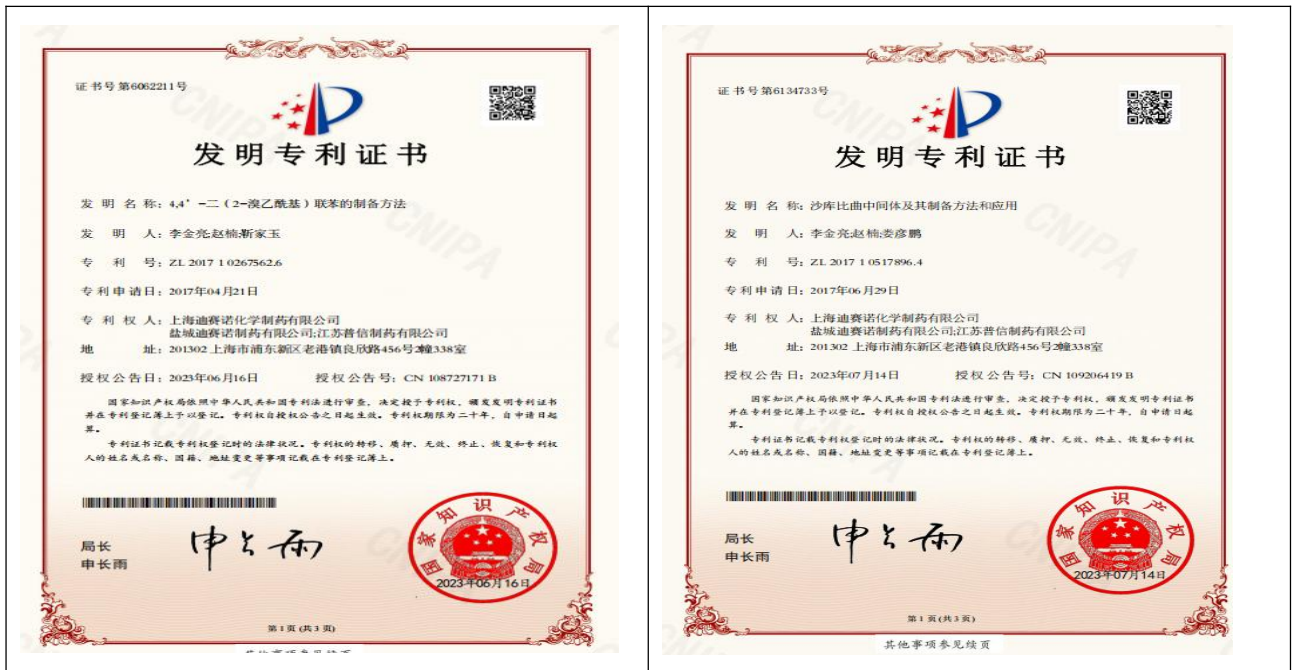 证书号第6062211号
发明专利证书
发 明 名 称：4,4’-二（2-溴乙酰基）联苯的制备方法
发 明 人：李金亮;赵楠;靳家玉
专 利 号：ZL 2017 1 0267562.6
专利申请日：2017年04月21日
专 利 权 人：上海迪赛诺化学制药有限公司
盐城迪赛诺制药有限公司;江苏普信制药有限公司
地 址：201302 上海市浦东新区老港镇良欣路456号2幢338室
授权公告日：2023年06月16日 授权公告号：CN 108727171 B
国家知识产权局依照中华人民共和国专利法进行审查，决定授予专利权，颁发发明专利证书
并在专利登记簿上予以登记。专利权自授权公告之日起生效。专利权期限为二十年，自申请日起
算。
专利证书记载专利权登记时的法律状况。专利权的转移、质押、无效、终止、恢复和专利权
人的姓名或名称、国籍、地址变更等事项记载在专利登记簿上。
局长
申长雨
申长雨
国家知识产权局
2023年06月16日
第1页(共3页)
其他事项参见续页
证书号第6134733号
发明专利证书
发 明 名 称：沙库比曲中间体及其制备方法和应用
发 明 人：李金亮;赵楠;娄彦鹏
专 利 号：ZL 2017 1 0517896.4
专利申请日：2017年06月29日
专 利 权 人：上海迪赛诺化学制药有限公司
盐城迪赛诺制药有限公司;江苏普信制药有限公司
地 址：201302 上海市浦东新区老港镇良欣路456号2幢338室
授权公告日：2023年07月14日 授权公告号：CN 109206419 B
国家知识产权局依照中华人民共和国专利法进行审查，决定授予专利权，颁发发明专利证书
并在专利登记簿上予以登记。专利权自授权公告之日起生效。专利权期限为二十年，自申请日起
算。
专利证书记载专利权登记时的法律状况。专利权的转移、质押、无效、终止、恢复和专利权
人的姓名或名称、国籍、地址变更等事项记载在专利登记簿上。
局长
申长雨
申长雨
国家知识产权局
2023年07月14日
第1页(共3页)
其他事项参见续页
CNIPA